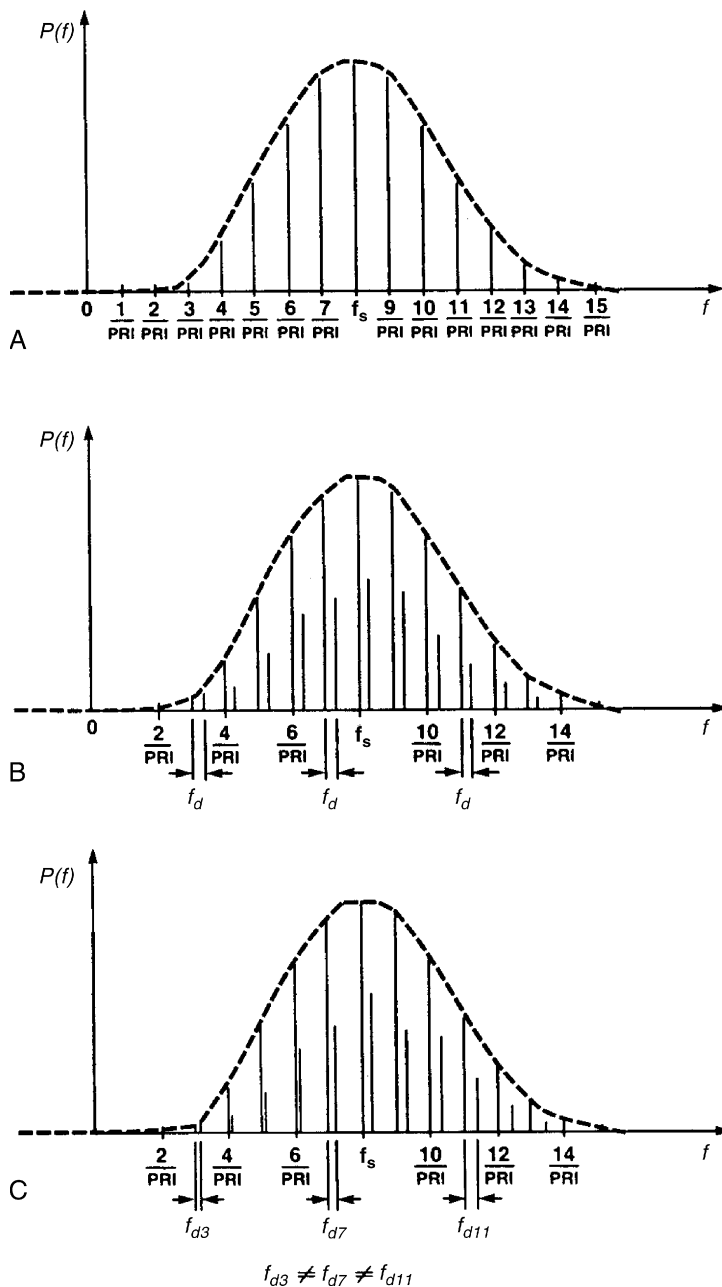 P(f)
0 1/PRI 2/PRI 3/PRI 4/PRI 5/PRI 6/PRI 7/PRI fs 9/PRI 10/PRI 11/PRI 12/PRI 13/PRI 14/PRI 15/PRI f
A
P(f)
0 2/PRI 4/PRI 6/PRI fs 10/PRI 12/PRI 14/PRI f
B
fd fd fd
P(f)
2/PRI 4/PRI 6/PRI fs 10/PRI 12/PRI 14/PRI f
C
fd3 fd7 fd11
fd3 ≠ fd7 ≠ fd11